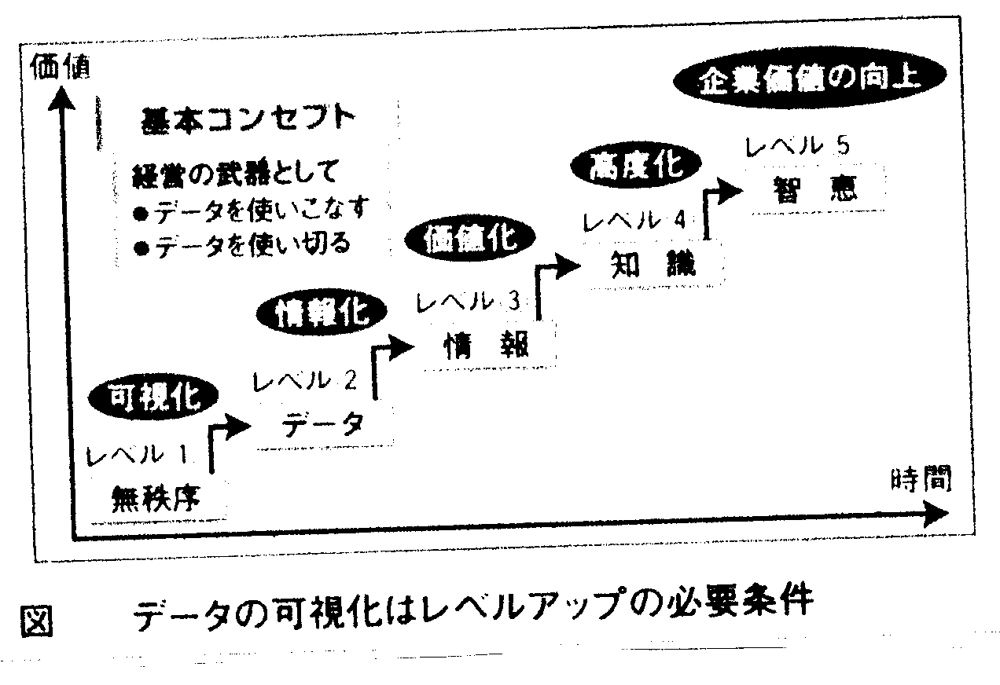 価値
企業価値の向上
基本コンセプト
経営の武器として
●データを使いこなす
●データを使い切る
高度化
レベル 5
智 恵
価値化
レベル 4
知 識
情報化
レベル 3
情 報
可視化
レベル 2
データ
レベル 1
無秩序
時間
図 データの可視化はレベルアップの必要条件